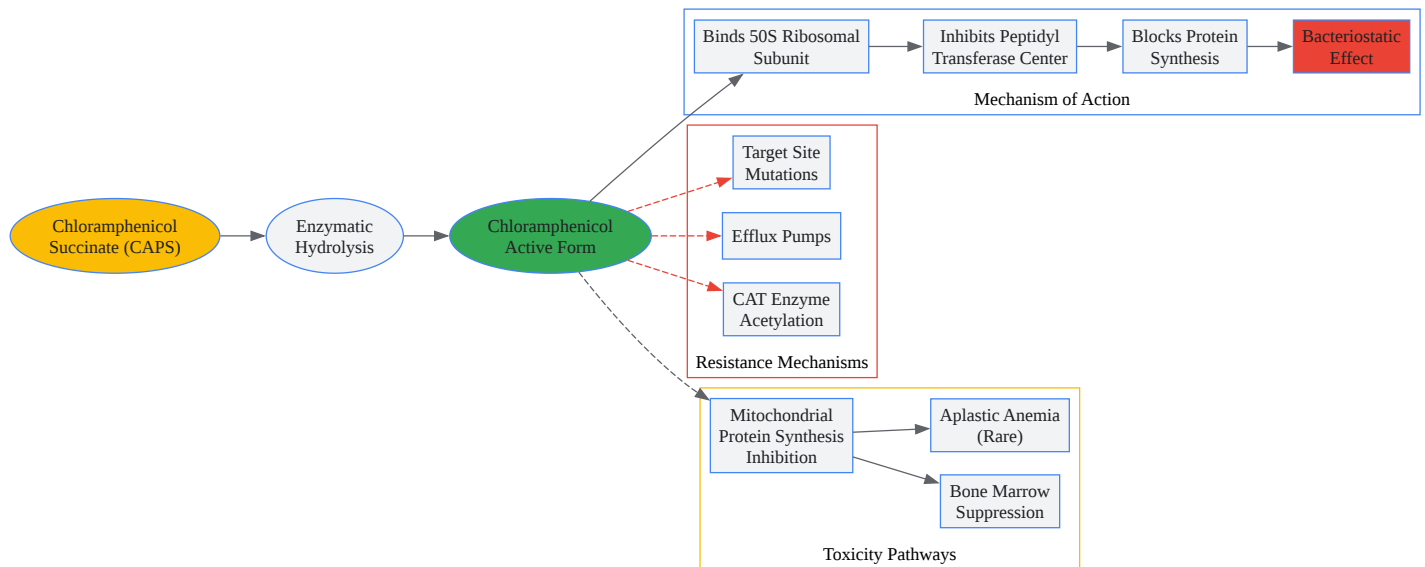 Chloramphenicol
Succinate (CAPS)
Enzymatic
Hydrolysis
Chloramphenicol
Active Form
Binds 50S Ribosomal
Subunit
Inhibits Peptidyl
Transferase Center
Blocks Protein
Synthesis
Bacteriostatic
Effect
Mechanism of Action
Target Site
Mutations
Efflux Pumps
CAT Enzyme
Acetylation
Resistance Mechanisms
Mitochondrial
Protein Synthesis
Inhibition
Aplastic Anemia
(Rare)
Bone Marrow
Suppression
Toxicity Pathways